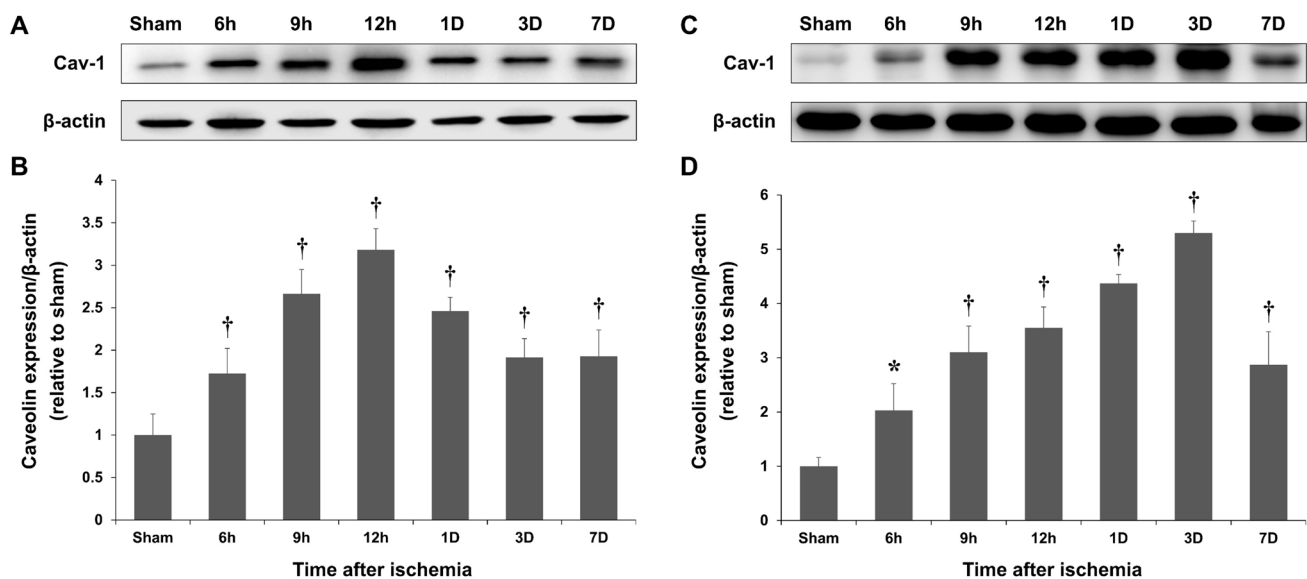 A
Sham 6h 9h 12h 1D 3D 7D
Cav-1
β-actin
B
Caveolin expression/β-actin
(relative to sham)
4
3.5
3
2.5
2
1.5
1
0.5
0
† † † † † †
Sham 6h 9h 12h 1D 3D 7D
Time after ischemia
C
Sham 6h 9h 12h 1D 3D 7D
Cav-1
β-actin
D
Caveolin expression/β-actin
(relative to sham)
6
5
4
3
2
1
0
* † † † † †
Sham 6h 9h 12h 1D 3D 7D
Time after ischemia